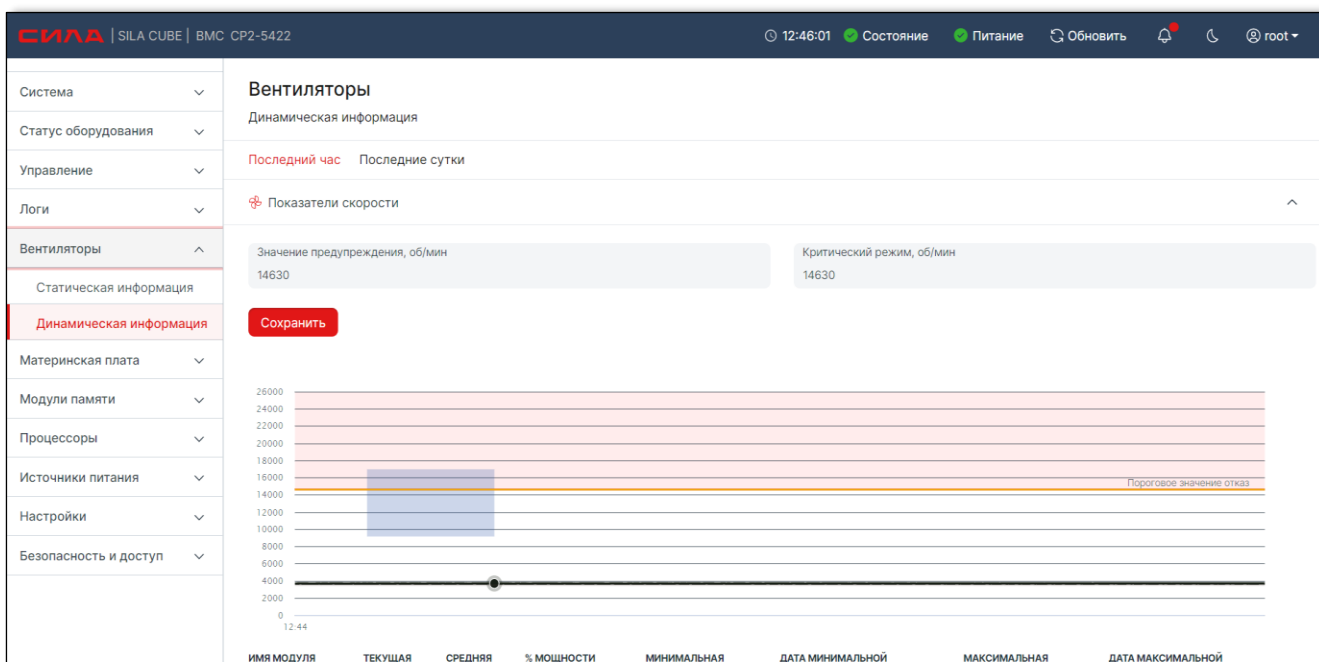 СИЛА | SILA CUBE | BMC CP2-5422 12:46:01 Состояние Питание Обновить root
Система
Статус оборудования
Управление
Логи
Вентиляторы
Статическая информация
Динамическая информация
Материнская плата
Модули памяти
Процессоры
Источники питания
Настройки
Безопасность и доступ
Вентиляторы
Динамическая информация
Последний час Последние сутки
Показатели скорости
Значение предупреждения, об/мин
14630
Критический режим, об/мин
14630
Сохранить
26000
24000
22000
20000
18000
16000
Пороговое значение отказ
14000
12000
10000
8000
6000
4000
2000
0
12:44
ИМЯ МОДУЛЯ ТЕКУЩАЯ СРЕДНЯЯ % МОЩНОСТИ МИНИМАЛЬНАЯ ДАТА МИНИМАЛЬНОЙ МАКСИМАЛЬНАЯ ДАТА МАКСИМАЛЬНОЙ